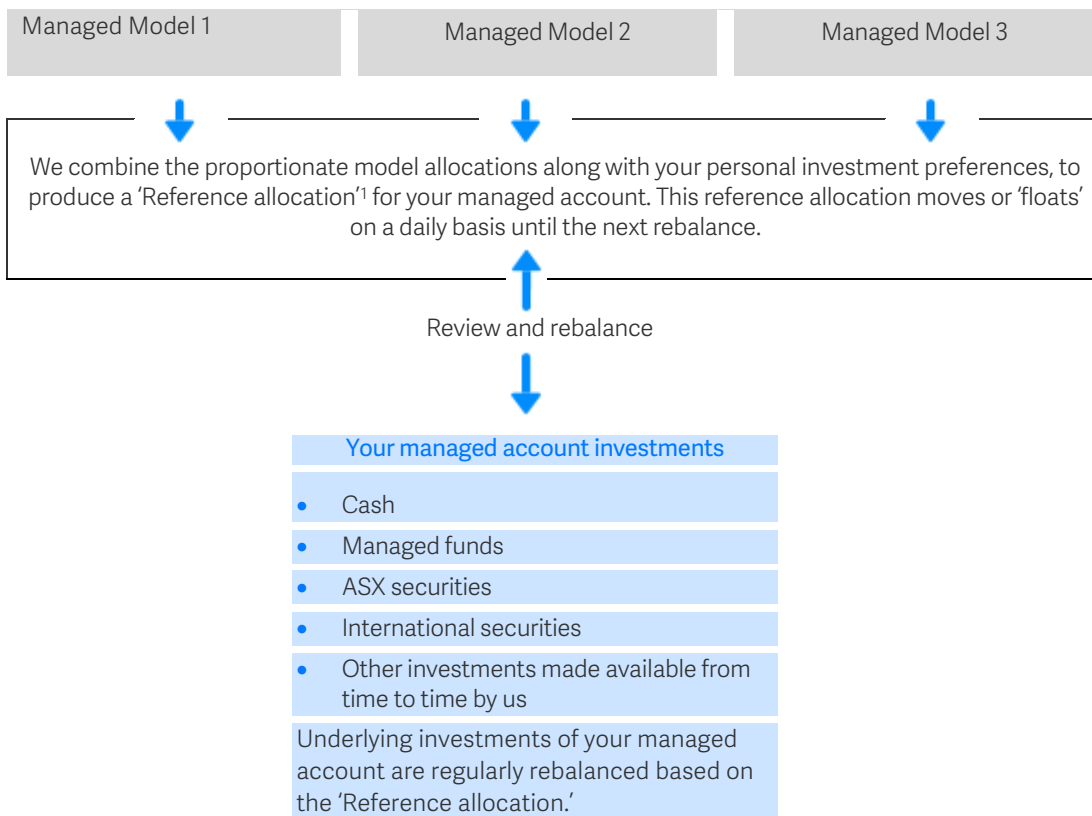 Managed Model 1
Managed Model 2
Managed Model 3
We combine the proportionate model allocations along with your personal investment preferences, to
produce a ‘Reference allocation’¹ for your managed account. This reference allocation moves or ‘floats’
on a daily basis until the next rebalance.
Review and rebalance
Your managed account investments
• Cash
• Managed funds
• ASX securities
• International securities
• Other investments made available from
time to time by us
Underlying investments of your managed
account are regularly rebalanced based on
the ‘Reference allocation.’